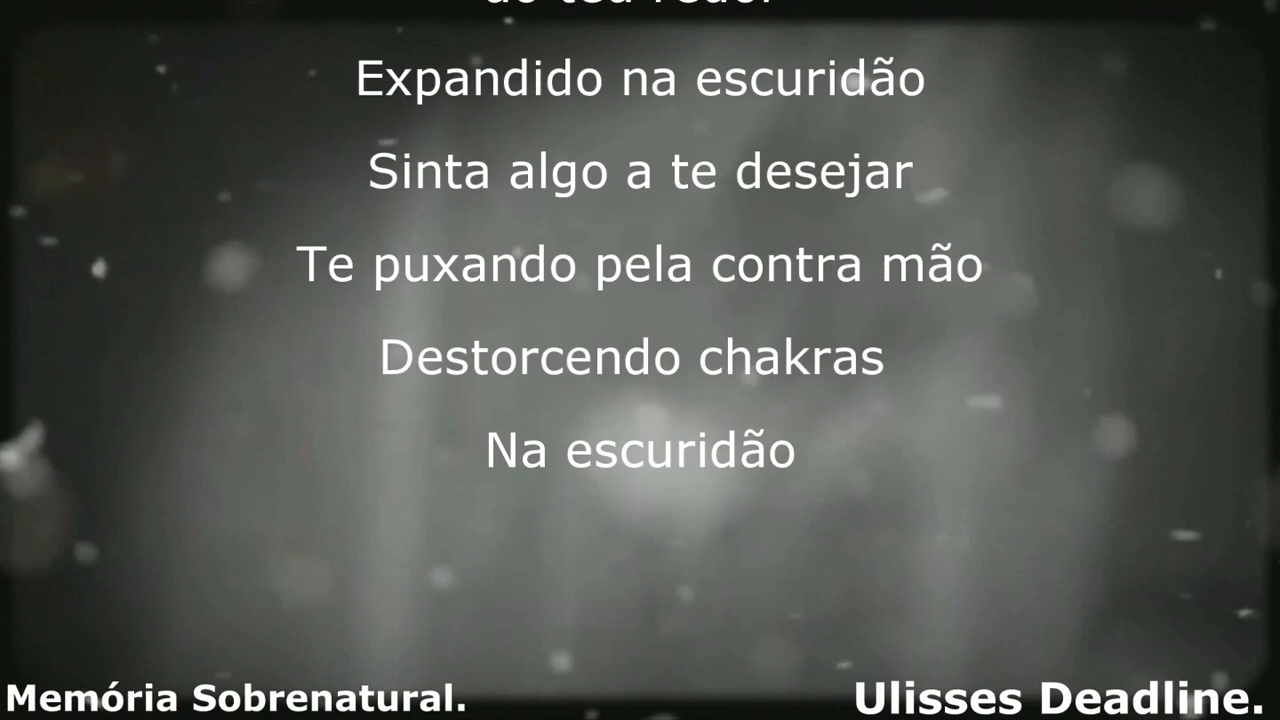 Expandido na escuridão
Sinta algo a te desejar
Te puxando pela contra mão
Destorcendo chakras
Na escuridão
Memória Sobrenatural.
Ulisses Deadline.